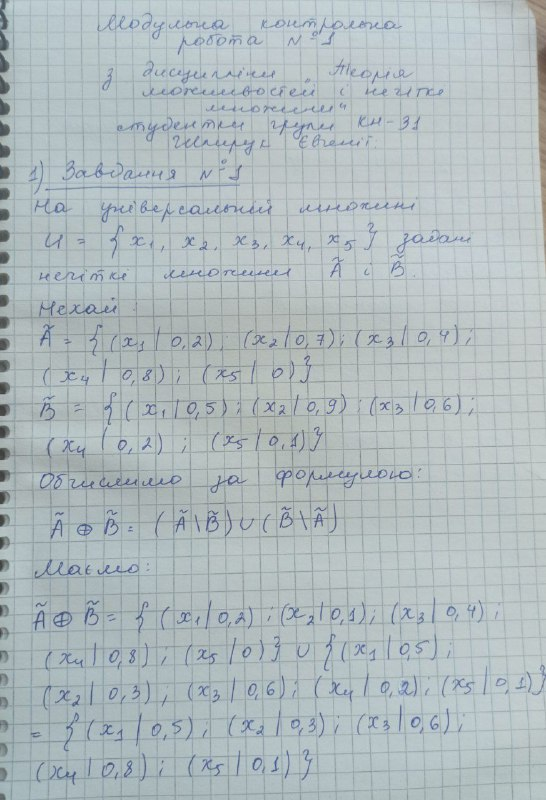 Модульна контрольна
робота №1
з дисципліни „Теорія
можливостей і нечіткі
множини"
студентки групи КН-31
Євгенії.
1) Завдання №1
На універсальній множині
U = { x₁, x₂, x₃, x₄, x₅ } задані
нечіткі множини Ã і B̃.
Нехай:
Ã = { (x₁ | 0,2); (x₂ | 0,7); (x₃ | 0,4);
(x₄ | 0,8); (x₅ | 0)}
B̃ = { (x₁ | 0,5); (x₂ | 0,9); (x₃ | 0,6);
(x₄ | 0,2) ; (x₅ | 0,1)}
Обчислимо за формулою:
Ã ⊕ B̃ = ( Ã \ B̃) ∪ ( B̃ \ Ã)
Маємо:
Ã ⊕ B̃ = { (x₁ | 0,2) ; (x₂ | 0,1); (x₃ | 0,4) ;
(x₄ | 0,8) ; (x₅ | 0)} ∪ { (x₁ | 0,5) ;
(x₂ | 0,3) , (x₃ | 0,6); (x₄ | 0,2); (x₅ | 0,1)}
= { (x₁ | 0,5) ; (x₂ | 0,3) ; (x₃ | 0,6);
(x₄ | 0,8) ; (x₅ | 0,1) }